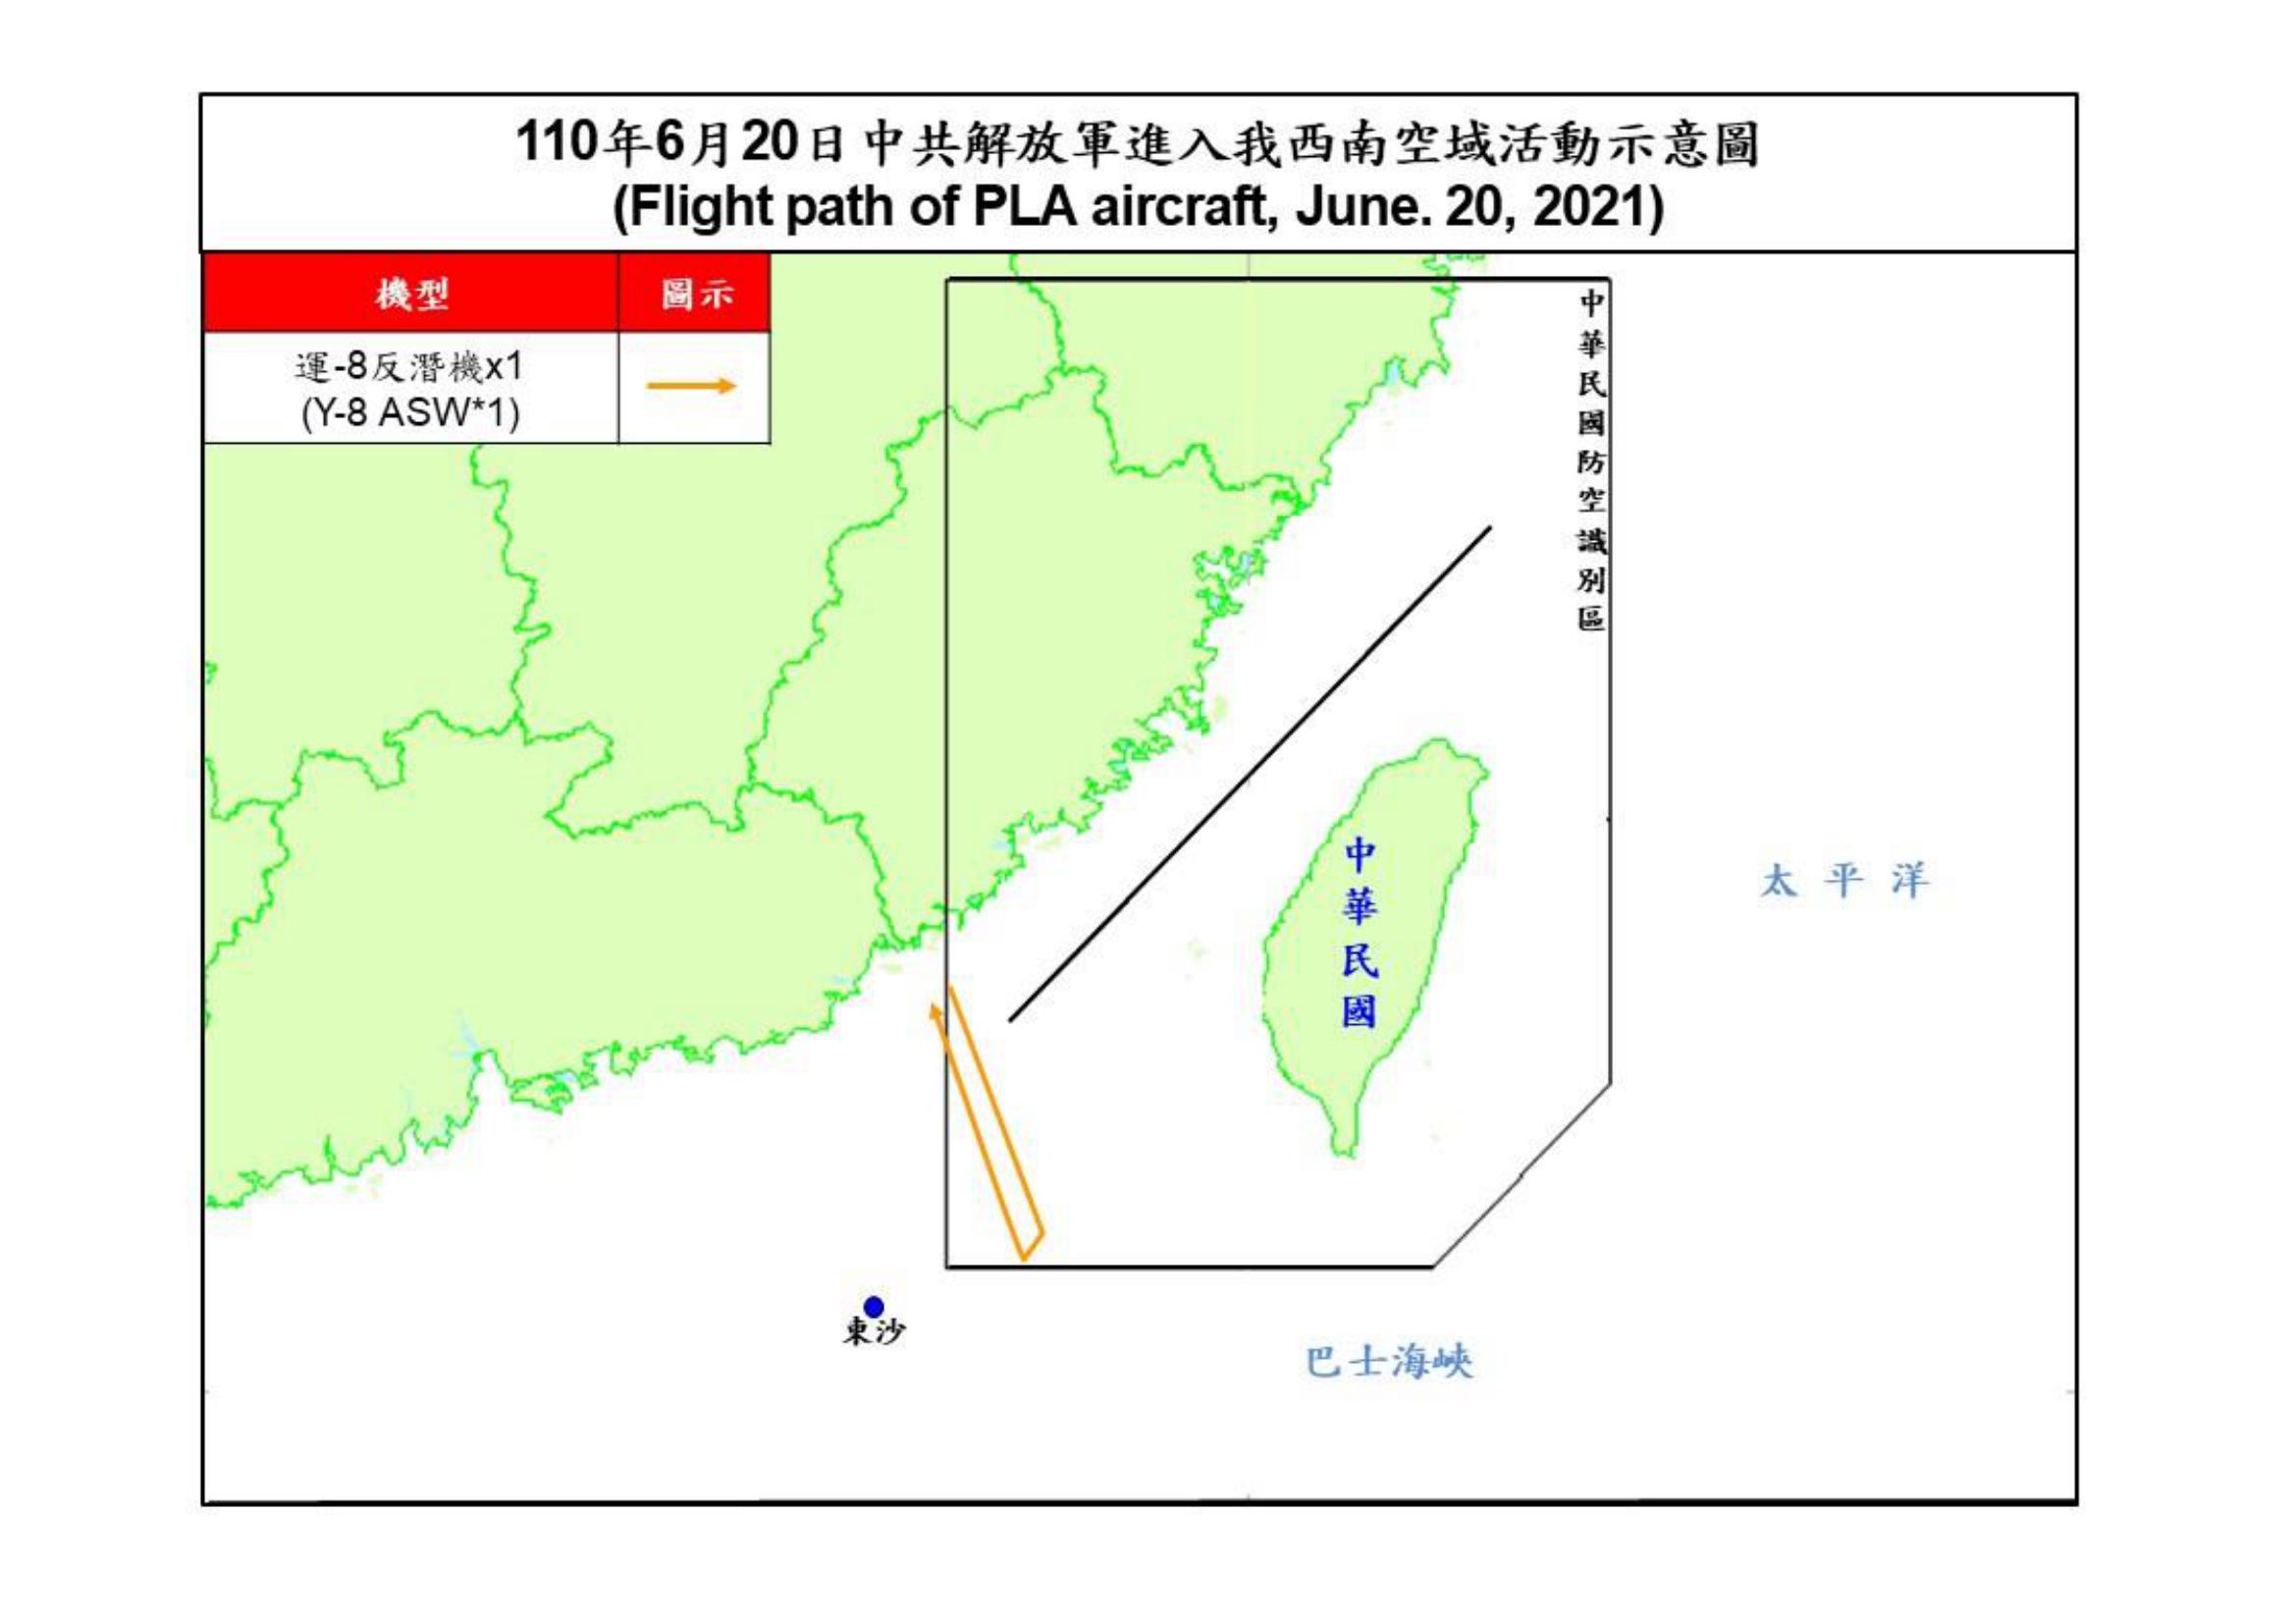 110年6月20日中共解放軍進入我西南空域活動示意圖
(Flight path of PLA aircraft, June. 20, 2021)
機型
圖示
運-8反潛機x1
(Y-8 ASW*1)
中華民國防空識別區
中華民國
太平洋
東沙
巴士海峽